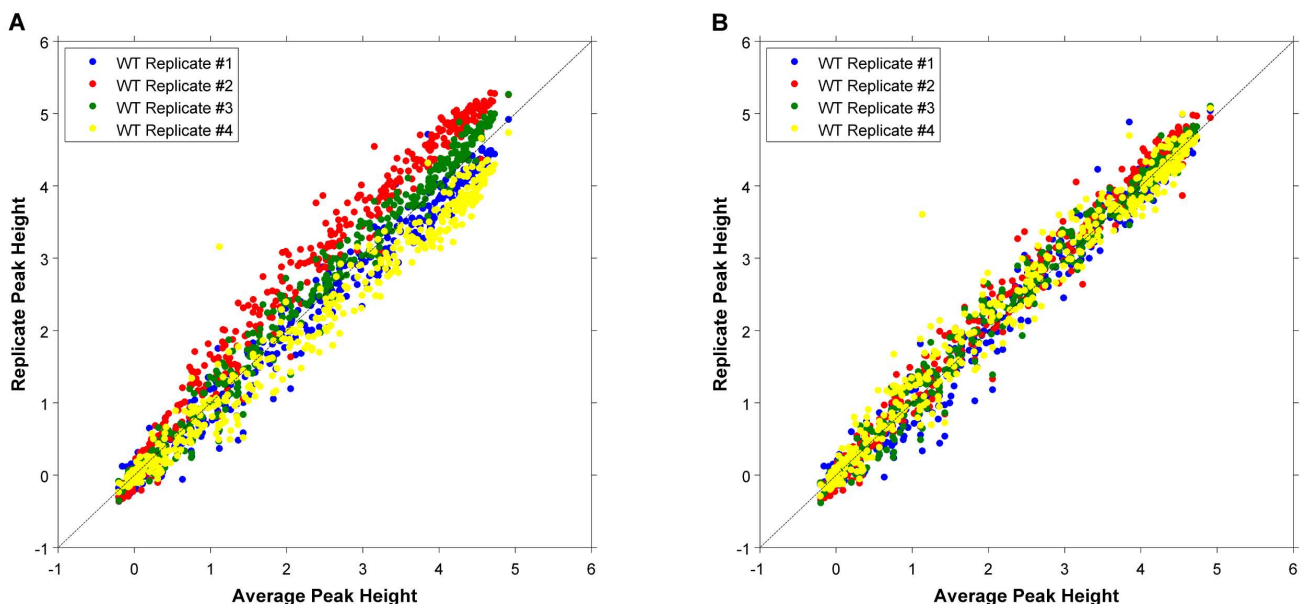 A
6
5
4
3
2
1
0
-1
Replicate Peak Height
WT Replicate #1
WT Replicate #2
WT Replicate #3
WT Replicate #4
-1 0 1 2 3 4 5 6
Average Peak Height
B
6
5
4
3
2
1
0
-1
Replicate Peak Height
WT Replicate #1
WT Replicate #2
WT Replicate #3
WT Replicate #4
-1 0 1 2 3 4 5 6
Average Peak Height